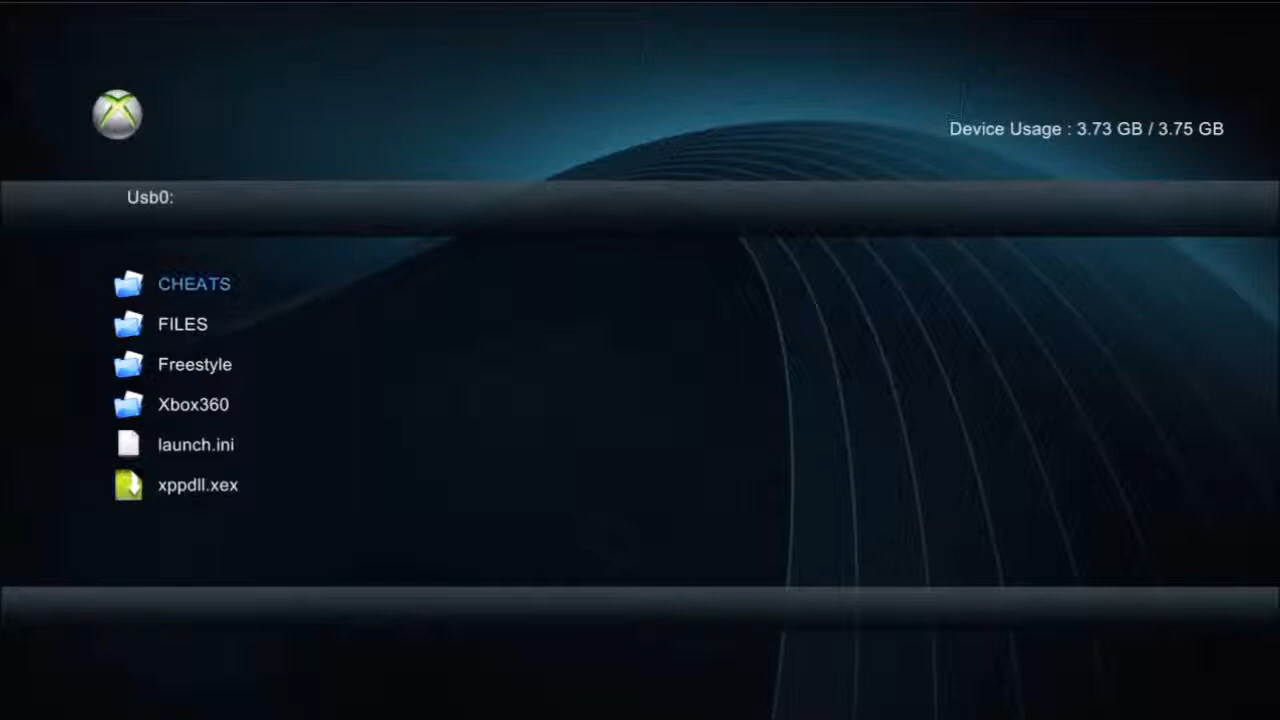 Device Usage : 3.73 GB / 3.75 GB
Usb0:
CHEATS
FILES
Freestyle
Xbox360
launch.ini
xppdll.xex